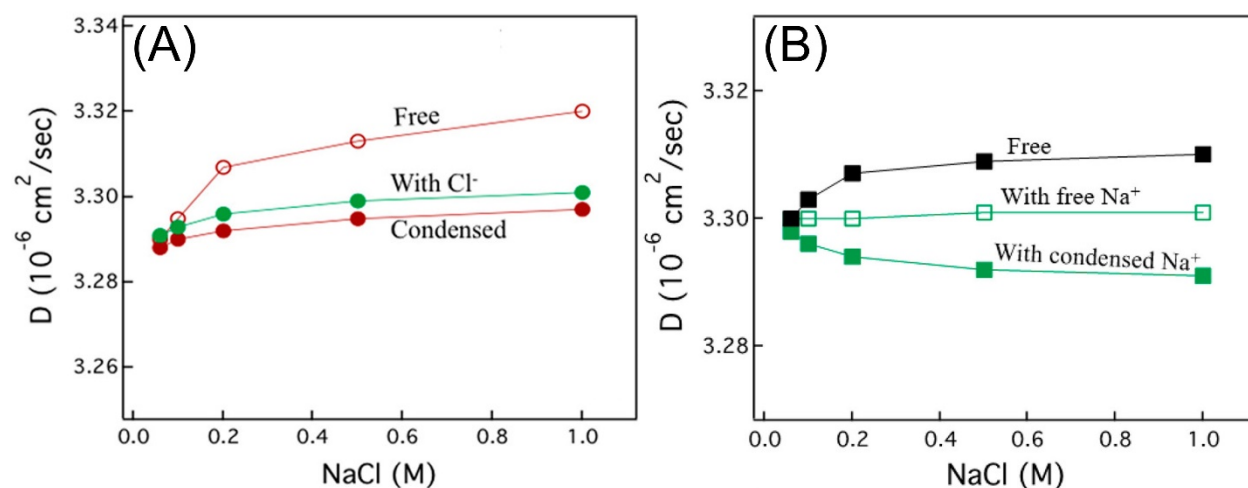 (A)
3.34
3.32
3.30
3.28
3.26
D (10⁻⁶ cm²/sec)
Free
With Cl⁻
Condensed
0.0 0.2 0.4 0.6 0.8 1.0
NaCl (M)
(B)
3.32
3.30
3.28
D (10⁻⁶ cm²/sec)
Free
With free Na⁺
With condensed Na⁺
0.0 0.2 0.4 0.6 0.8 1.0
NaCl (M)